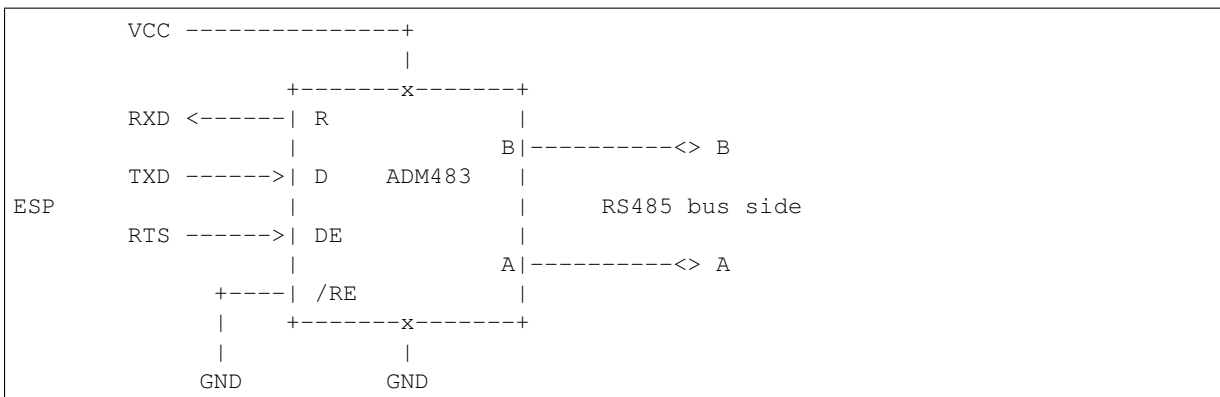 VCC ---------------+
|
+-------x-------+
RXD <------| R |
| B|----------<> B
TXD ------>| D ADM483 |
ESP | | RS485 bus side
RTS ------>| DE |
| A|----------<> A
+----| /RE |
| +-------x-------+
| |
GND GND